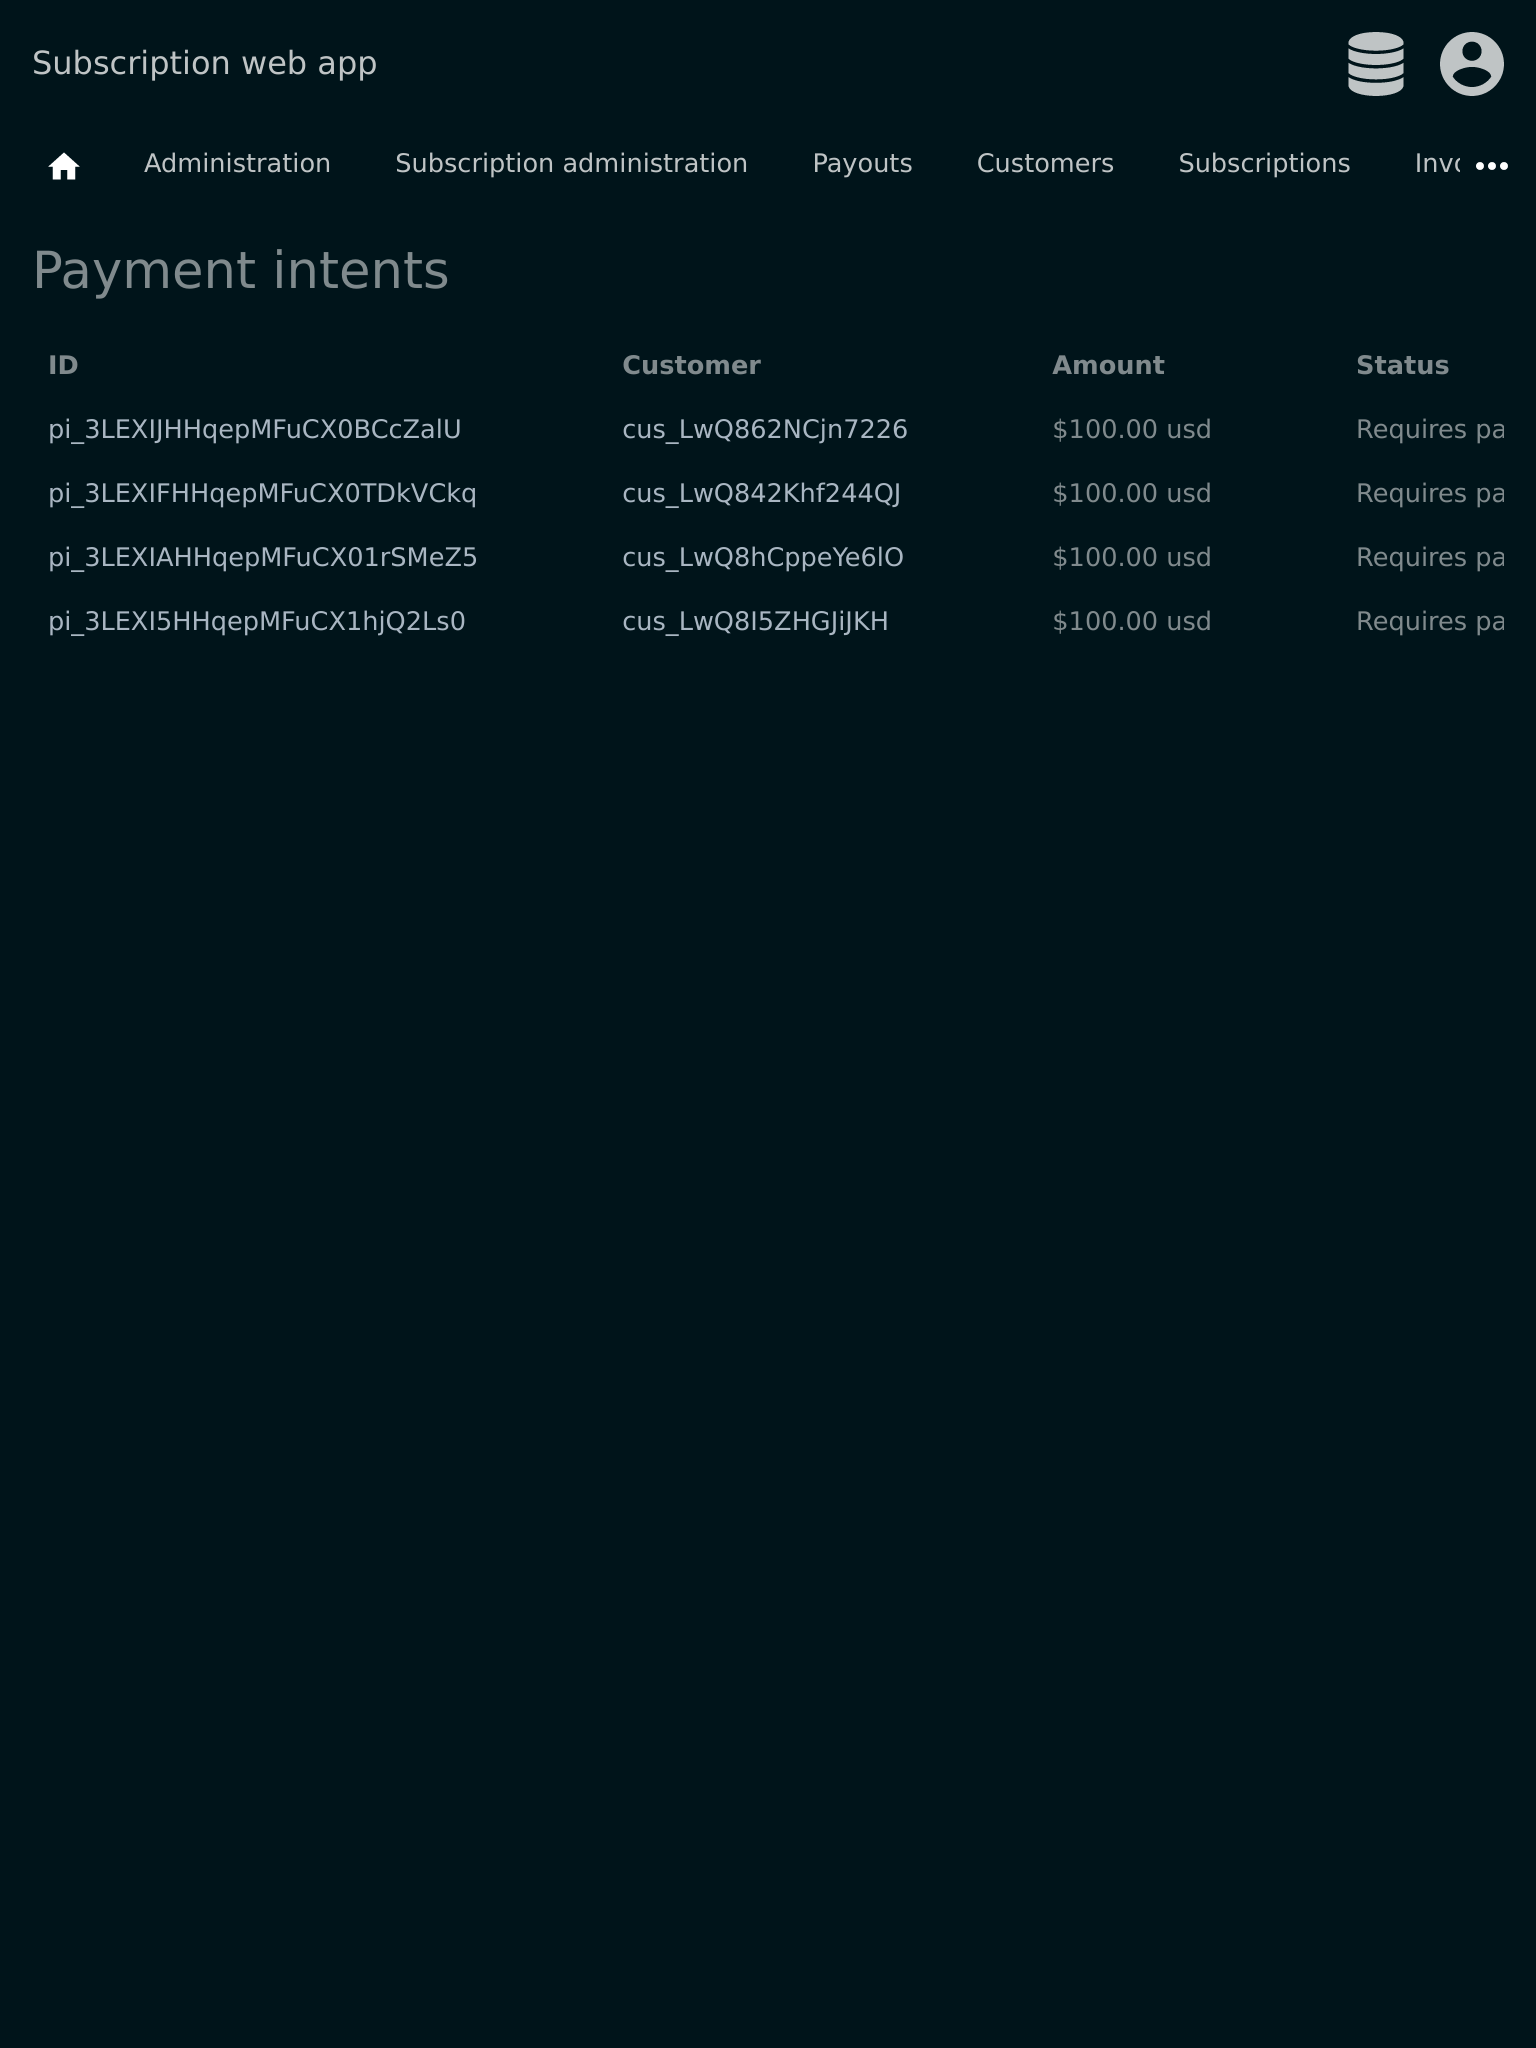 Subscription web app
Administration Subscription administration Payouts Customers Subscriptions Invo
Payment intents
ID Customer Amount Status
pi_3LEXIJHHqepMFuCX0BCcZalU cus_LwQ862NCjn7226 $100.00 usd Requires pa
pi_3LEXIFHHqepMFuCX0TDkVCkq cus_LwQ842Khf244QJ $100.00 usd Requires pa
pi_3LEXIAHHqepMFuCX01rSMeZ5 cus_LwQ8hCppeYe6lO $100.00 usd Requires pa
pi_3LEXI5HHqepMFuCX1hjQ2Ls0 cus_LwQ8I5ZHGJiJKH $100.00 usd Requires pa